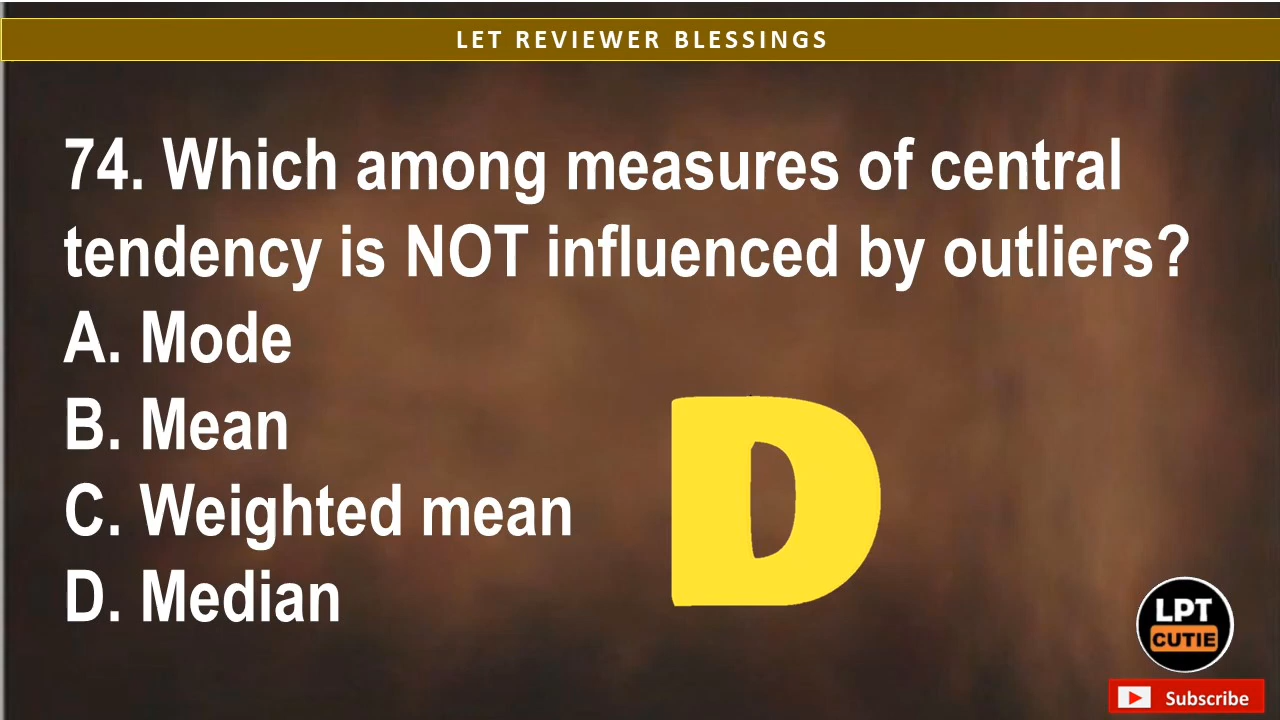 LET REVIEWER BLESSINGS
74. Which among measures of central
tendency is NOT influenced by outliers?
A. Mode
B. Mean
C. Weighted mean
D. Median
D
LPT
CUTIE
Subscribe